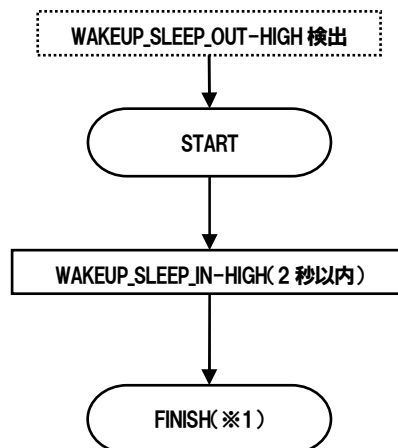 WAKEUP_SLEEP_OUT-HIGH 検出
START
WAKEUP_SLEEP_IN-HIGH(2 秒以内)
FINISH(※1)